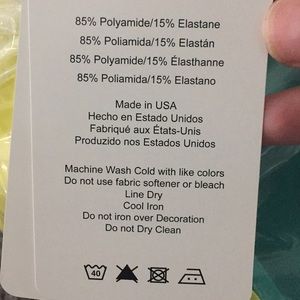 85% Polyamide/15% Elastane
85% Poliamida/15% Elastán
85% Polyamide/15% Élasthanne
85% Poliamida/15% Elastano
Made in USA
Hecho en Estado Unidos
Fabriqué aux États-Unis
Produzido nos Estados Unidos
Machine Wash Cold with like colors
Do not use fabric softener or bleach
Line Dry
Cool Iron
Do not iron over Decoration
Do not Dry Clean
40